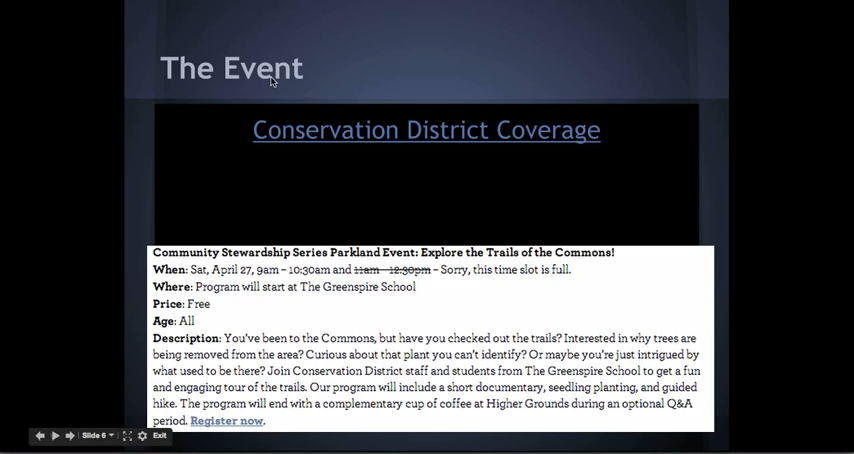 The Event
Conservation District Coverage
Community Stewardship Series Parkland Event: Explore the Trails of the Commons!
When: Sat, April 27, 9am – 10:30am and 11am – 12:30pm – Sorry, this time slot is full.
Where: Program will start at The Greenspire School
Price: Free
Age: All
Description: You've been to the Commons, but have you checked out the trails? Interested in why trees are
being removed from the area? Curious about that plant you can't identify? Or maybe you're just intrigued by
what used to be there? Join Conservation District staff and students from The Greenspire School to get a fun
and engaging tour of the trails. Our program will include a short documentary, seedling planting, and guided
hike. The program will end with a complementary cup of coffee at Higher Grounds during an optional Q&A
period. Register now.
Slide 6 Exit